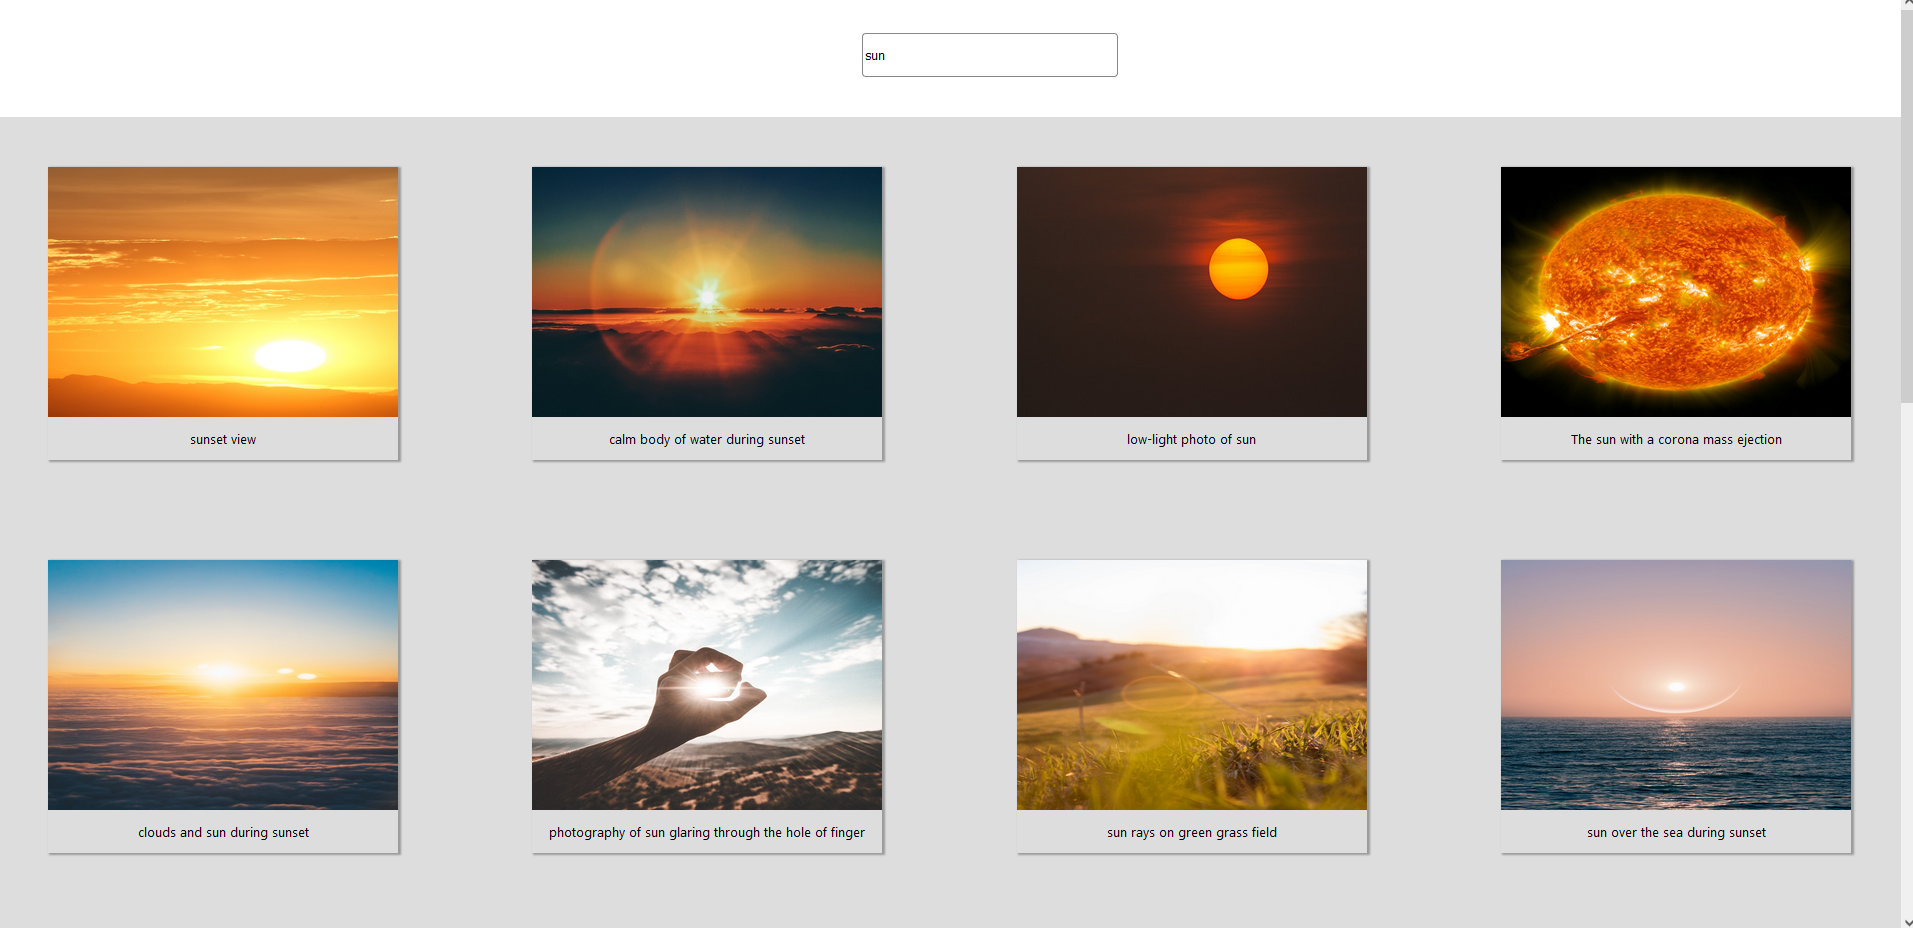 sun
sunset view
calm body of water during sunset
low-light photo of sun
The sun with a corona mass ejection
clouds and sun during sunset
photography of sun glaring through the hole of finger
sun rays on green grass field
sun over the sea during sunset